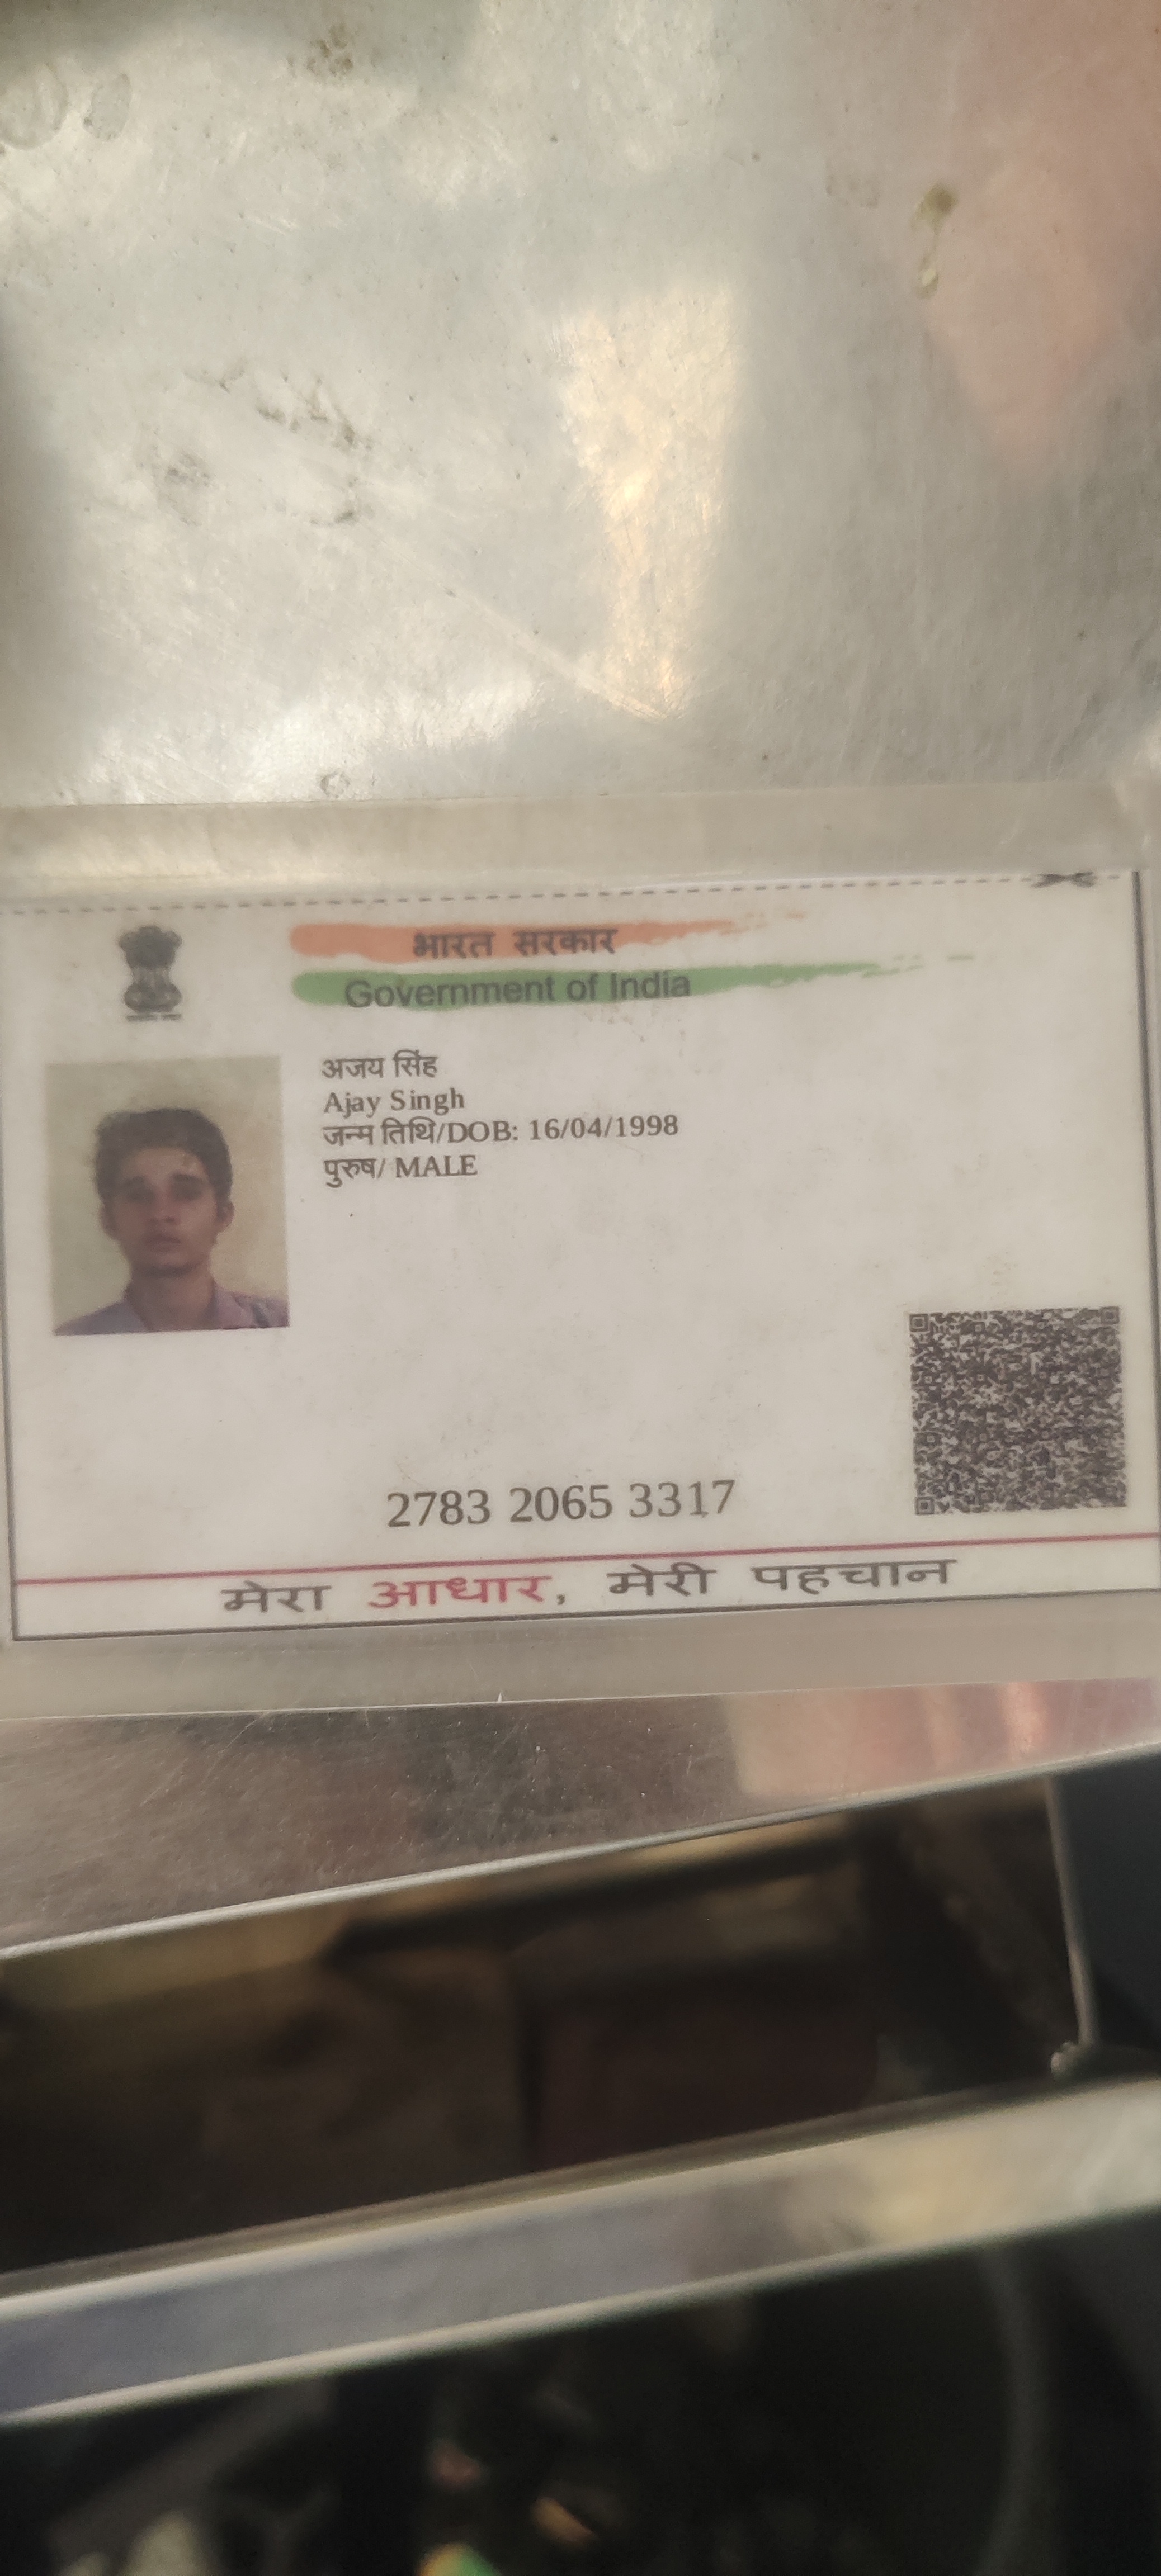 भारत सरकार
Government of India
अजय सिंह
Ajay Singh
जन्म तिथि/DOB: 16/04/1998
पुरुष/ MALE
2783 2065 3317
मेरा आधार, मेरी पहचान